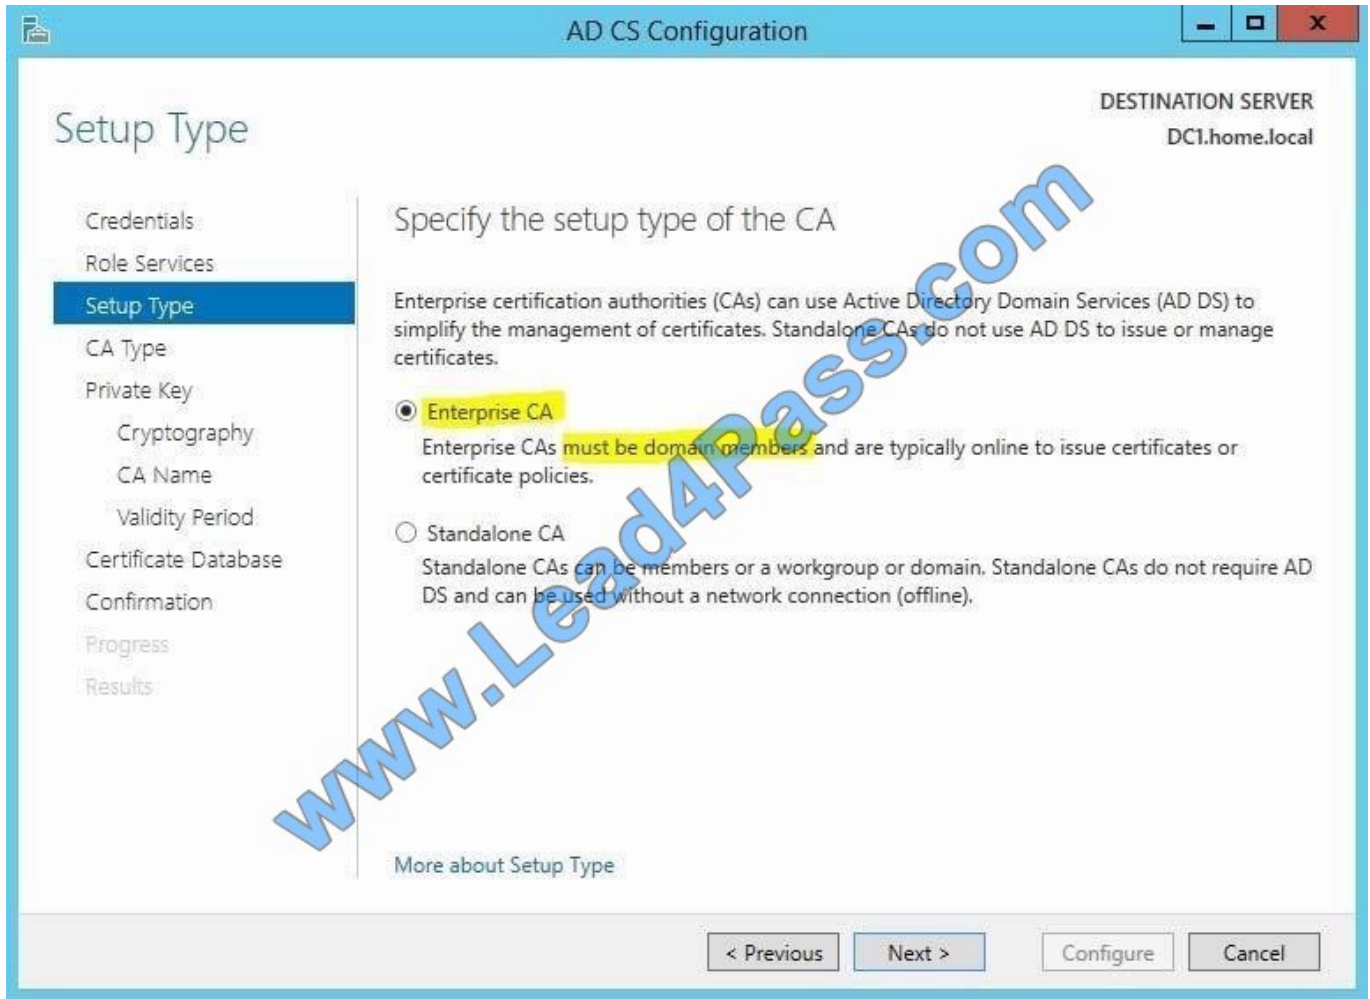 AD CS Configuration
DESTINATION SERVER
DC1.home.local
Setup Type
Credentials
Role Services
Setup Type
CA Type
Private Key
Cryptography
CA Name
Validity Period
Certificate Database
Confirmation
Progress
Results
Specify the setup type of the CA
Enterprise certification authorities (CAs) can use Active Directory Domain Services (AD DS) to
simplify the management of certificates. Standalone CAs do not use AD DS to issue or manage
certificates.
Enterprise CA
Enterprise CAs must be domain members and are typically online to issue certificates or
certificate policies.
Standalone CA
Standalone CAs can be members or a workgroup or domain. Standalone CAs do not require AD
DS and can be used without a network connection (offline).
More about Setup Type
< Previous
Next >
Configure
Cancel
www.Lead4Pass.com